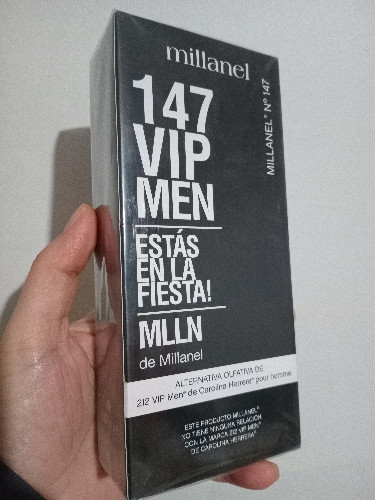 millanel
MILLANEL® Nº 147
147
VIP
MEN
ESTÁS
EN LA
FIESTA!
MLLN
de Millanel
ALTERNATIVA OLFATIVA DE
212 VIP Men® de Carolina Herrera® pour homme
ESTE PRODUCTO MILLANEL®
NO TIENE NINGUNA RELACIÓN
CON LA MARCA 212 VIP MEN®
DE CAROLINA HERRERA®